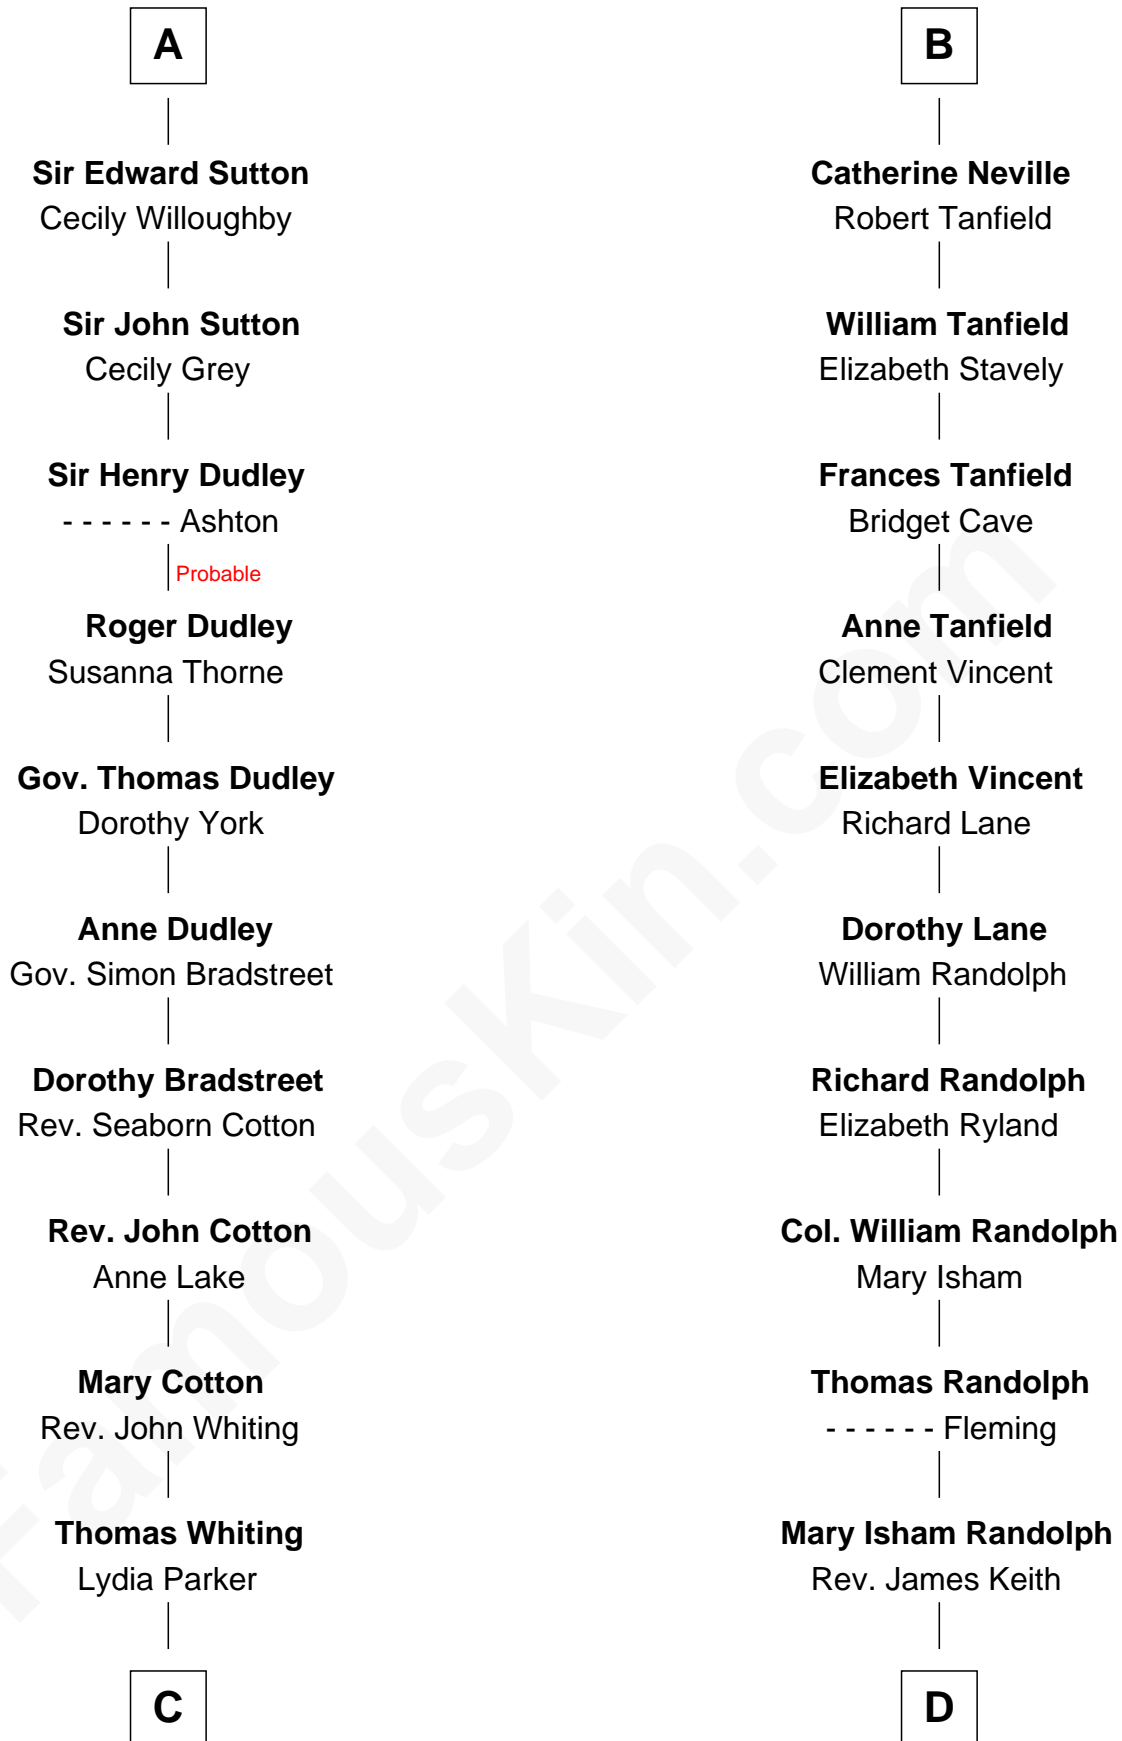 A
Sir Edward Sutton
Cecily Willoughby
Sir John Sutton
Cecily Grey
Sir Henry Dudley
- - - - - - Ashton
Probable
Roger Dudley
Susanna Thorne
Gov. Thomas Dudley
Dorothy York
Anne Dudley
Gov. Simon Bradstreet
Dorothy Bradstreet
Rev. Seaborn Cotton
Rev. John Cotton
Anne Lake
Mary Cotton
Rev. John Whiting
Thomas Whiting
Lydia Parker
C
B
Catherine Neville
Robert Tanfield
William Tanfield
Elizabeth Stavely
Frances Tanfield
Bridget Cave
Anne Tanfield
Clement Vincent
Elizabeth Vincent
Richard Lane
Dorothy Lane
William Randolph
Richard Randolph
Elizabeth Ryland
Col. William Randolph
Mary Isham
Thomas Randolph
- - - - - - Fleming
Mary Isham Randolph
Rev. James Keith
D
FamousKin.com